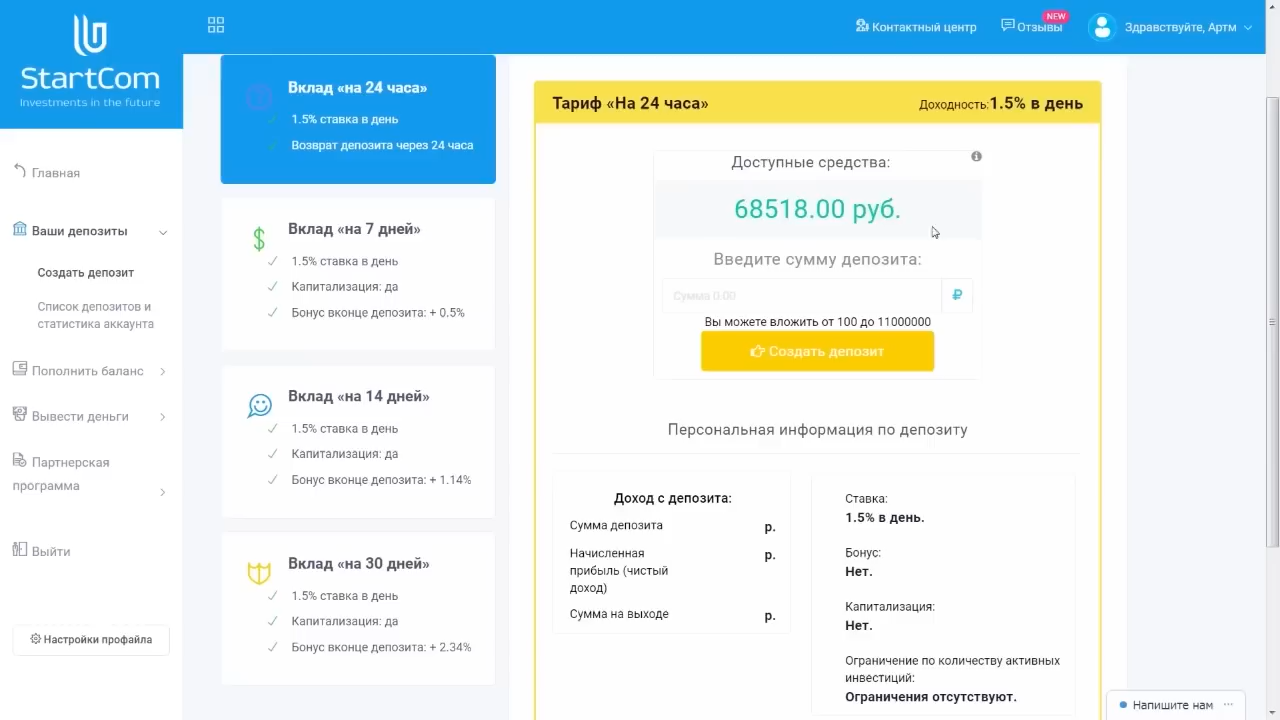 StartCom
Investments in the future
Контактный центр
Отзывы
NEW
Здравствуйте, Артм
Главная
Ваши депозиты
Создать депозит
Список депозитов и
статистика аккаунта
Пополнить баланс
Вывести деньги
Партнерская
программа
Выйти
Настройки профайла
Вклад «на 24 часа»
1.5% ставка в день
Возврат депозита через 24 часа
Вклад «на 7 дней»
1.5% ставка в день
Капитализация: да
Бонус вконце депозита: + 0.5%
Вклад «на 14 дней»
1.5% ставка в день
Капитализация: да
Бонус вконце депозита: + 1.14%
Вклад «на 30 дней»
1.5% ставка в день
Капитализация: да
Бонус вконце депозита: + 2.34%
Тариф «На 24 часа»
Доходность:1.5% в день
Доступные средства:
68518.00 руб.
Введите сумму депозита:
Сумма 0.00
₽
Вы можете вложить от 100 до 11000000
Создать депозит
Персональная информация по депозиту
Доход с депозита:
Сумма депозита р.
Начисленная р.
прибыль (чистый
доход)
Сумма на выходе р.
Ставка:
1.5% в день.
Бонус:
Нет.
Капитализация:
Нет.
Ограничение по количеству активных
инвестиций:
Ограничения отсутствуют.
Напишите нам